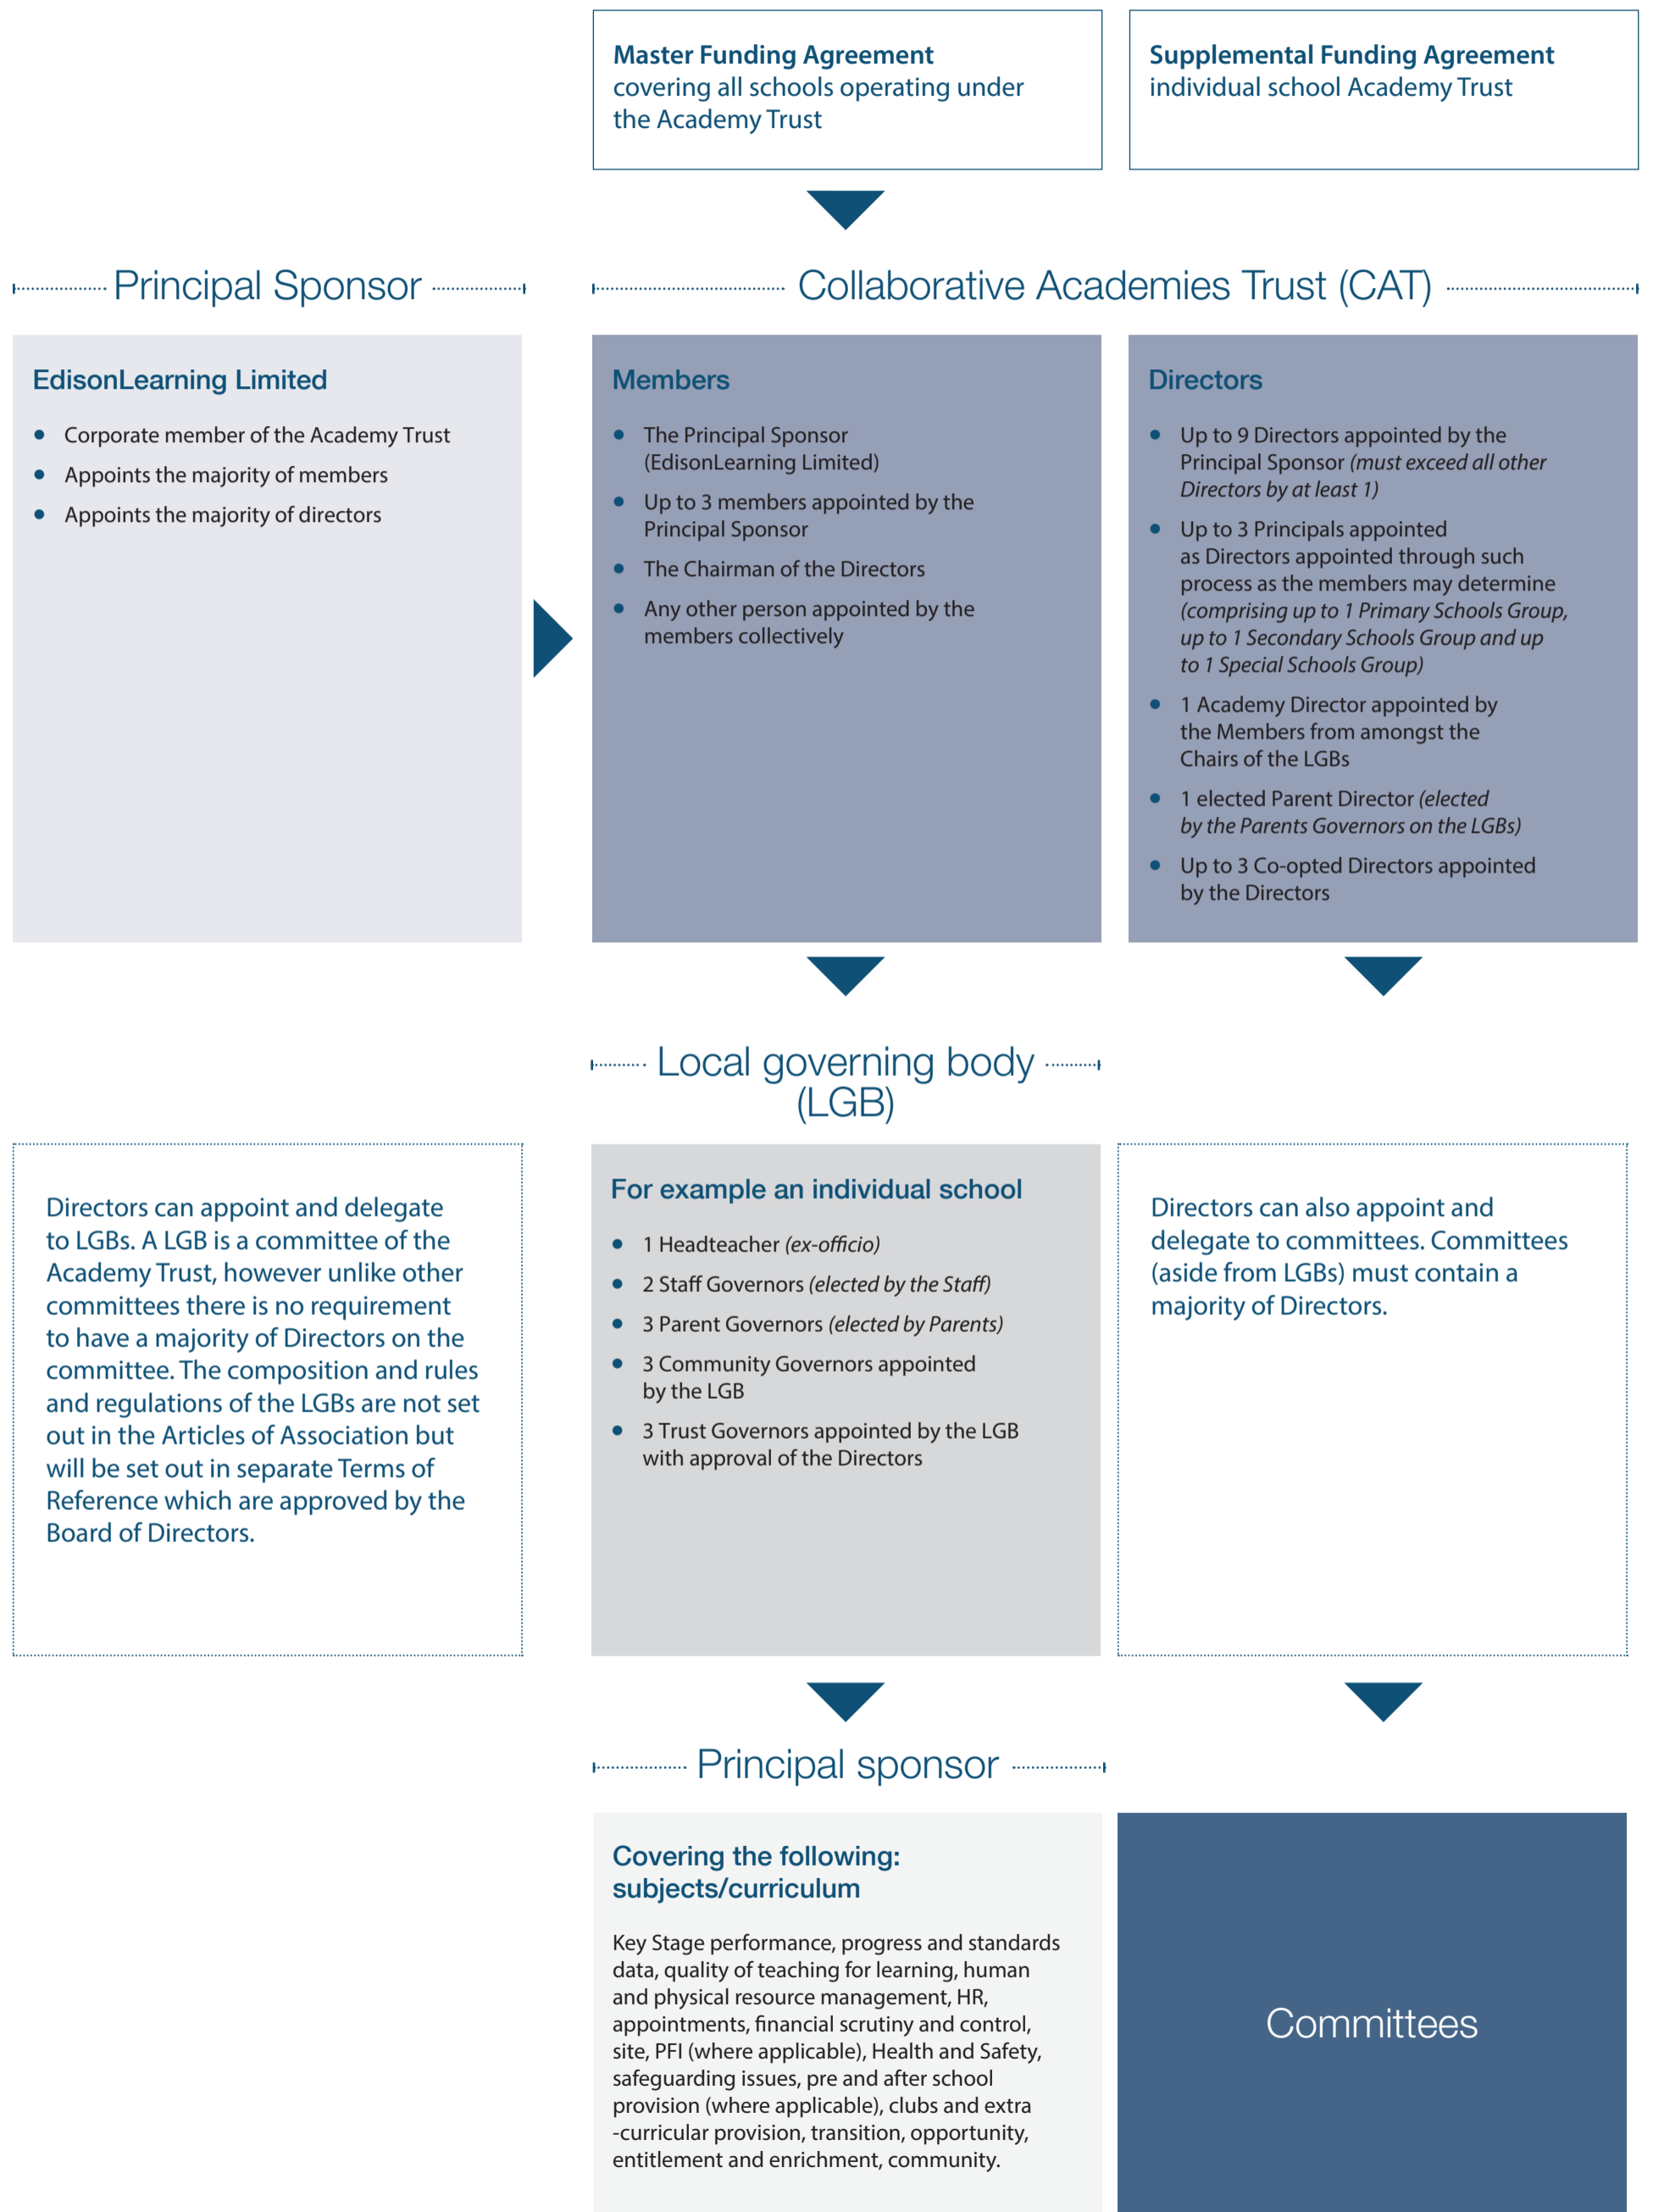 Master Funding Agreement
covering all schools operating under
the Academy Trust
Supplemental Funding Agreement
individual school Academy Trust
Principal Sponsor
Collaborative Academies Trust (CAT)
EdisonLearning Limited
• Corporate member of the Academy Trust
• Appoints the majority of members
• Appoints the majority of directors
Members
• The Principal Sponsor
(EdisonLearning Limited)
• Up to 3 members appointed by the
Principal Sponsor
• The Chairman of the Directors
• Any other person appointed by the
members collectively
Directors
• Up to 9 Directors appointed by the
Principal Sponsor (must exceed all other
Directors by at least 1)
• Up to 3 Principals appointed
as Directors appointed through such
process as the members may determine
(comprising up to 1 Primary Schools Group,
up to 1 Secondary Schools Group and up
to 1 Special Schools Group)
• 1 Academy Director appointed by
the Members from amongst the
Chairs of the LGBs
• 1 elected Parent Director (elected
by the Parents Governors on the LGBs)
• Up to 3 Co-opted Directors appointed
by the Directors
Local governing body
(LGB)
Directors can appoint and delegate
to LGBs. A LGB is a committee of the
Academy Trust, however unlike other
committees there is no requirement
to have a majority of Directors on the
committee. The composition and rules
and regulations of the LGBs are not set
out in the Articles of Association but
will be set out in separate Terms of
Reference which are approved by the
Board of Directors.
For example an individual school
• 1 Headteacher (ex-officio)
• 2 Staff Governors (elected by the Staff)
• 3 Parent Governors (elected by Parents)
• 3 Community Governors appointed
by the LGB
• 3 Trust Governors appointed by the LGB
with approval of the Directors
Directors can also appoint and
delegate to committees. Committees
(aside from LGBs) must contain a
majority of Directors.
Principal sponsor
Covering the following:
subjects/curriculum
Key Stage performance, progress and standards
data, quality of teaching for learning, human
and physical resource management, HR,
appointments, financial scrutiny and control,
site, PFI (where applicable), Health and Safety,
safeguarding issues, pre and after school
provision (where applicable), clubs and extra
-curricular provision, transition, opportunity,
entitlement and enrichment, community.
Committees